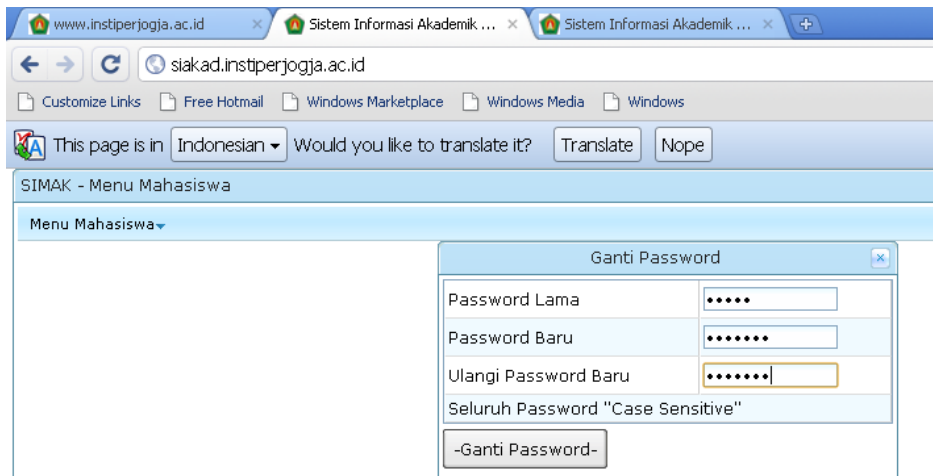 www.instiperjogja.ac.id Sistem Informasi Akademik ... Sistem Informasi Akademik ...
siakad.instiperjogja.ac.id
Customize Links Free Hotmail Windows Marketplace Windows Media Windows
This page is in Indonesian Would you like to translate it? Translate Nope
SIMAK - Menu Mahasiswa
Menu Mahasiswa
Ganti Password
Password Lama •••••
Password Baru •••••••
Ulangi Password Baru •••••••
Seluruh Password "Case Sensitive"
-Ganti Password-